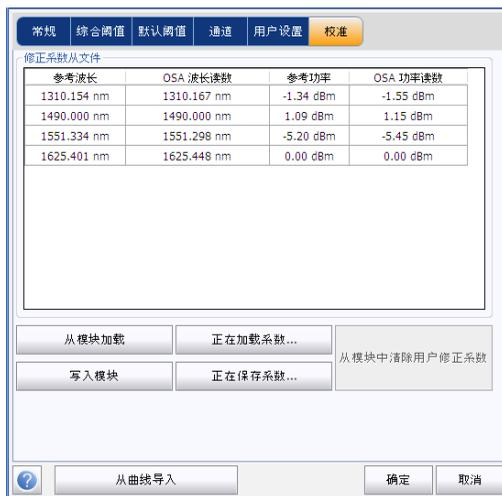 常规 综合阈值 默认阈值 通道 用户设置 校准
修正系数从文件
参考波长 OSA 波长读数 参考功率 OSA 功率读数
1310.154 nm 1310.167 nm -1.34 dBm -1.55 dBm
1490.000 nm 1490.000 nm 1.09 dBm 1.15 dBm
1551.334 nm 1551.298 nm -5.20 dBm -5.45 dBm
1625.401 nm 1625.448 nm 0.00 dBm 0.00 dBm
从模块加载 正在加载系数...
从模块中清除用户修正系数
写入模块 正在保存系数...
? 从曲线导入 确定 取消